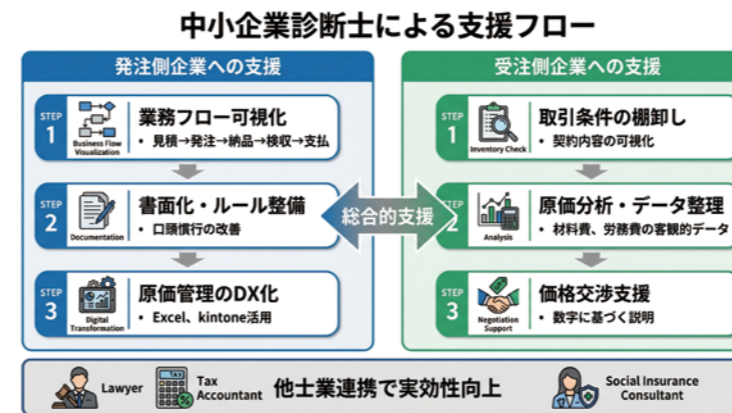 中小企業診断士による支援フロー
発注側企業への支援
STEP
1
Business Flow
Visualization
業務フロー可視化
• 見積→発注→納品→検収→支払
STEP
2
Documentation
書面化・ルール整備
• 口頭慣行の改善
STEP
3
Digital
Transformation
原価管理のDX化
• Excel、kintone活用
総合的支援
受注側企業への支援
STEP
1
Inventory Check
取引条件の棚卸し
• 契約内容の可視化
STEP
2
Analysis
原価分析・データ整理
• 材料費、労務費の客観的データ
STEP
3
Negotiation
Support
価格交渉支援
• 数字に基づく説明
Lawyer
TAX
Tax
Accountant
他士業連携で実効性向上
Social Insurance
Consultant